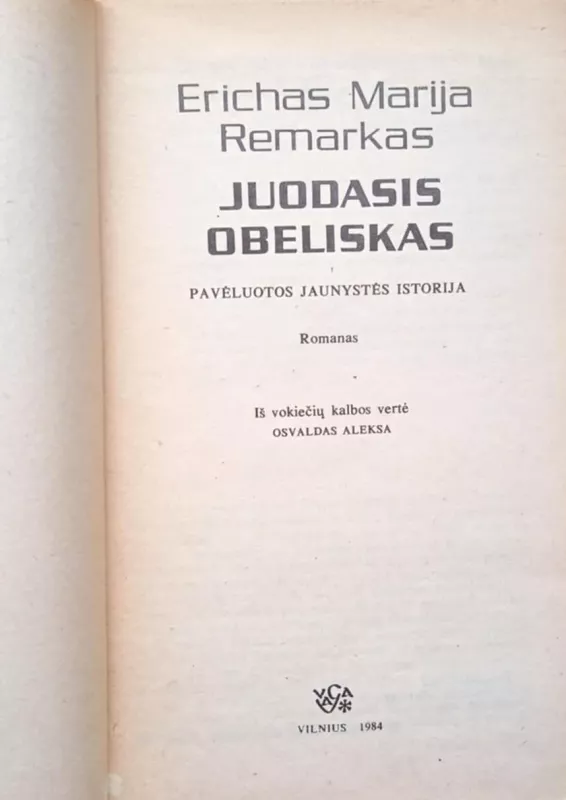 Erichas Marija
Remarkas
JUODASIS
OBELISKAS
PAVĖLUOTOS JAUNYSTĖS ISTORIJA
Romanas
Iš vokiečių kalbos vertė
OSVALDAS ALEKSA
VAGA
VILNIUS 1984